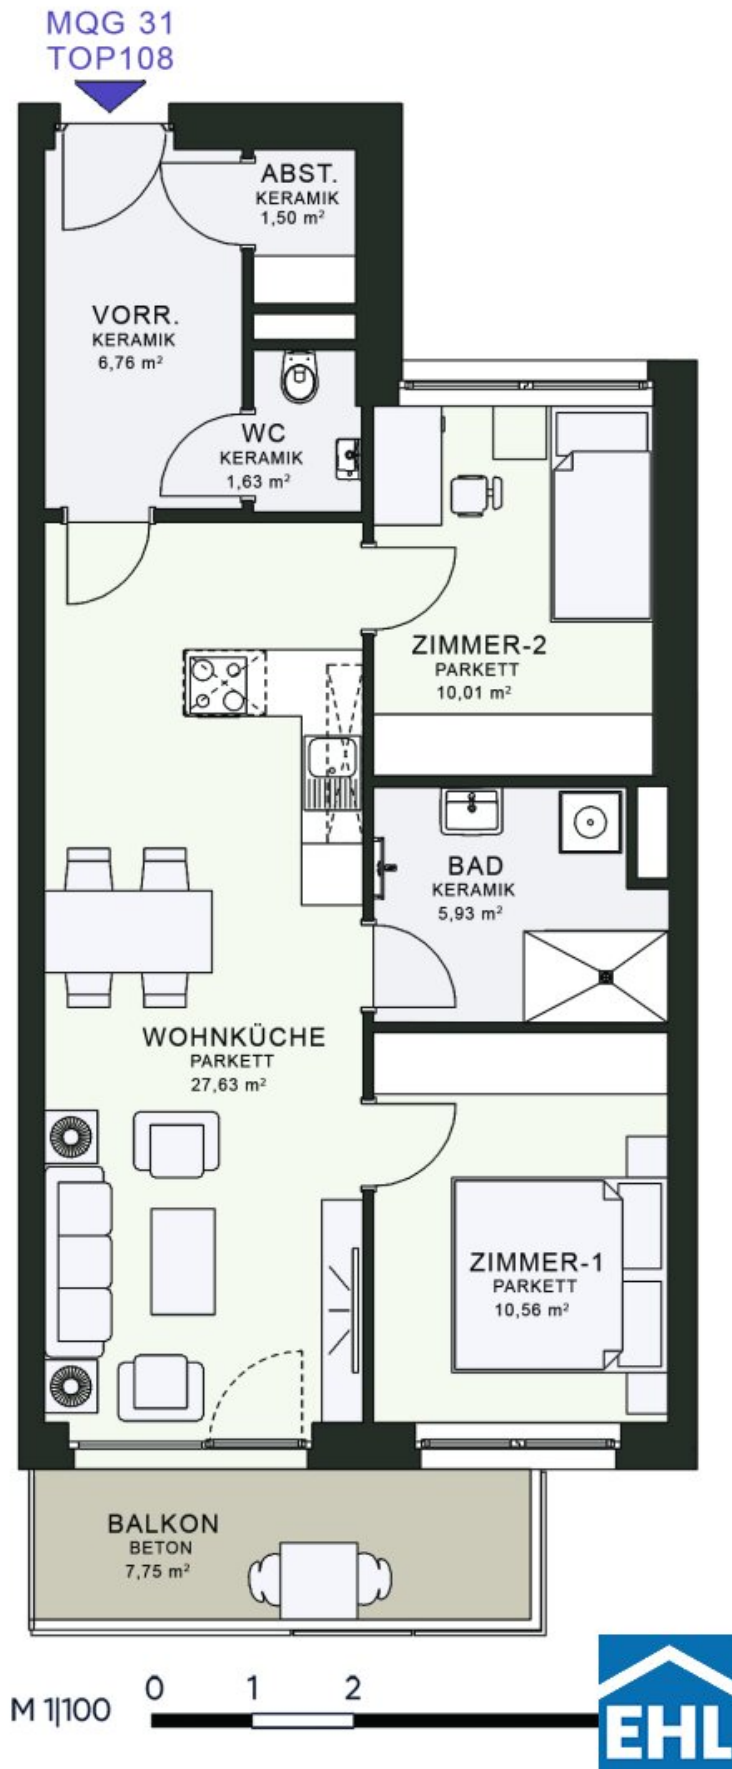 MQG 31
TOP108
ABST.
KERAMIK
1,50 m²
VORR.
KERAMIK
6,76 m²
WC
KERAMIK
1,63 m²
ZIMMER-2
PARKETT
10,01 m²
BAD
KERAMIK
5,93 m²
WOHNKÜCHE
PARKETT
27,63 m²
ZIMMER-1
PARKETT
10,56 m²
BALKON
BETON
7,75 m²
M 1|100
0 1 2
EHL